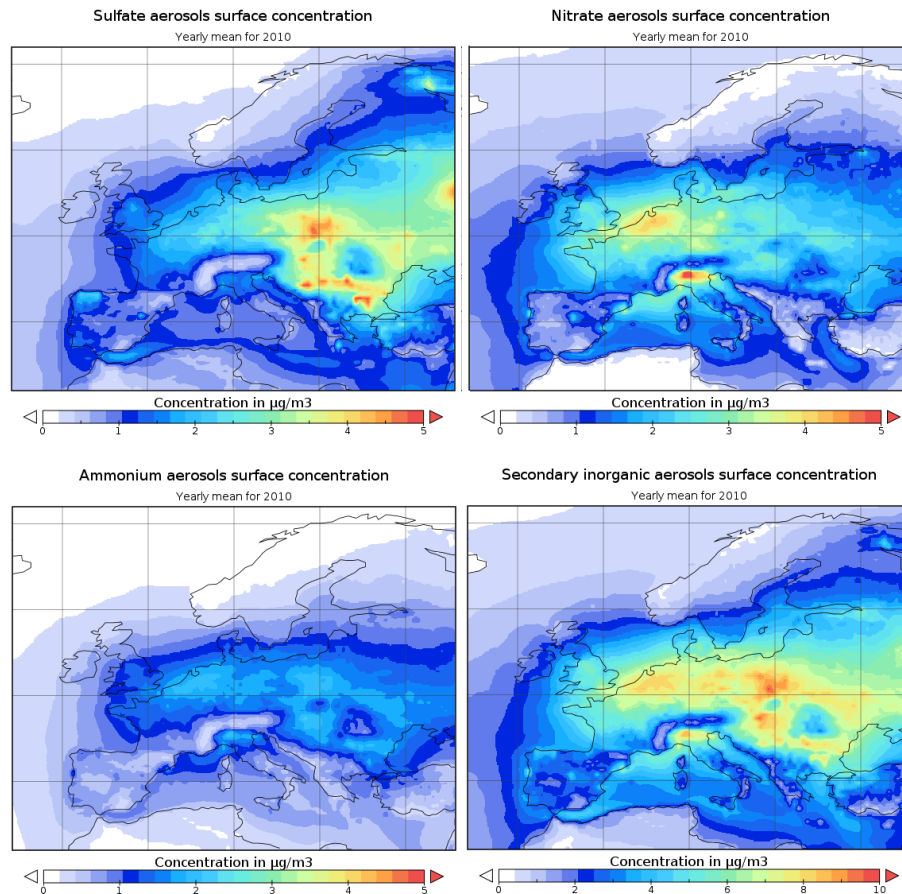 Sulfate aerosols surface concentration
Yearly mean for 2010
Concentration in µg/m3
0 1 2 3 4 5
Nitrate aerosols surface concentration
Yearly mean for 2010
Concentration in µg/m3
0 1 2 3 4 5
Ammonium aerosols surface concentration
Yearly mean for 2010
Concentration in µg/m3
0 1 2 3 4 5
Secondary inorganic aerosols surface concentration
Yearly mean for 2010
Concentration in µg/m3
0 2 4 6 8 10